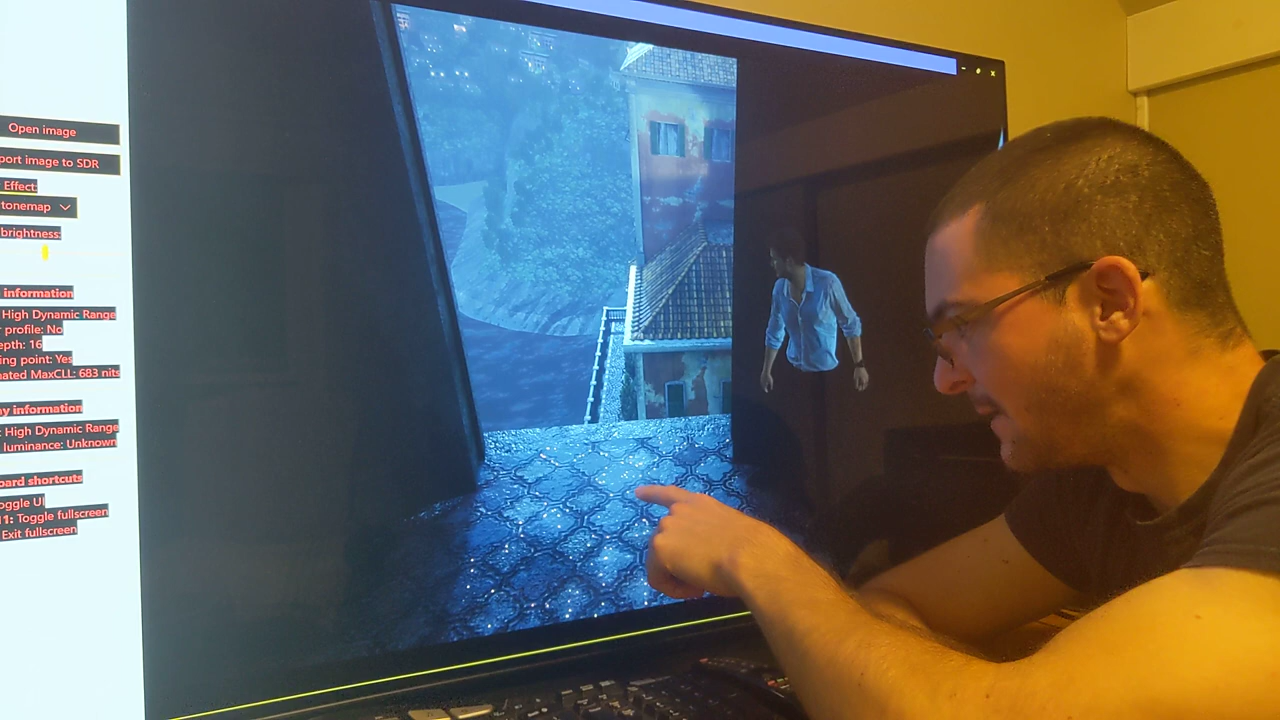 Open image
port image to SDR
Effect:
tonemap
brightness:
information
High Dynamic Range
profile: No
epth: 16
ing point: Yes
ated MaxCLL: 683 nits
information
High Dynamic Range
luminance: Unknown
ard shortcuts
oggle UI
11: Toggle fullscreen
Exit fullscreen